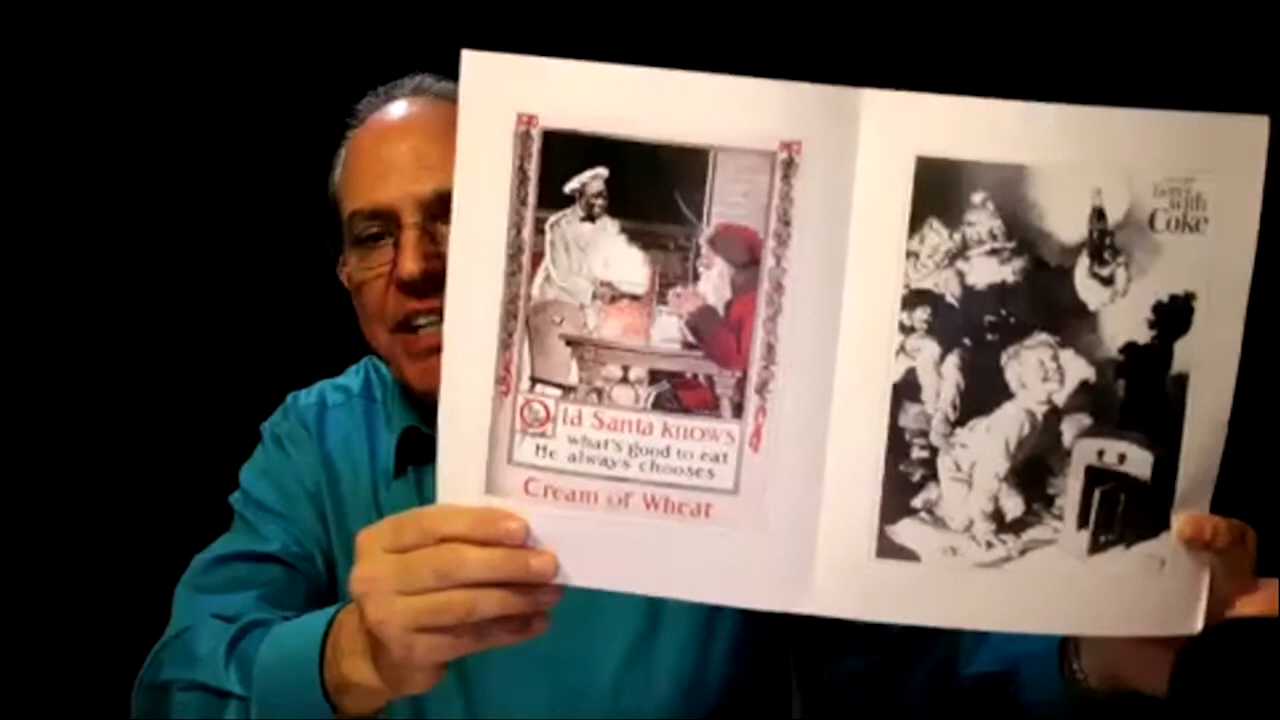 Old Santa Knows
what's good to eat
He always chooses
Cream of Wheat
with
Coke